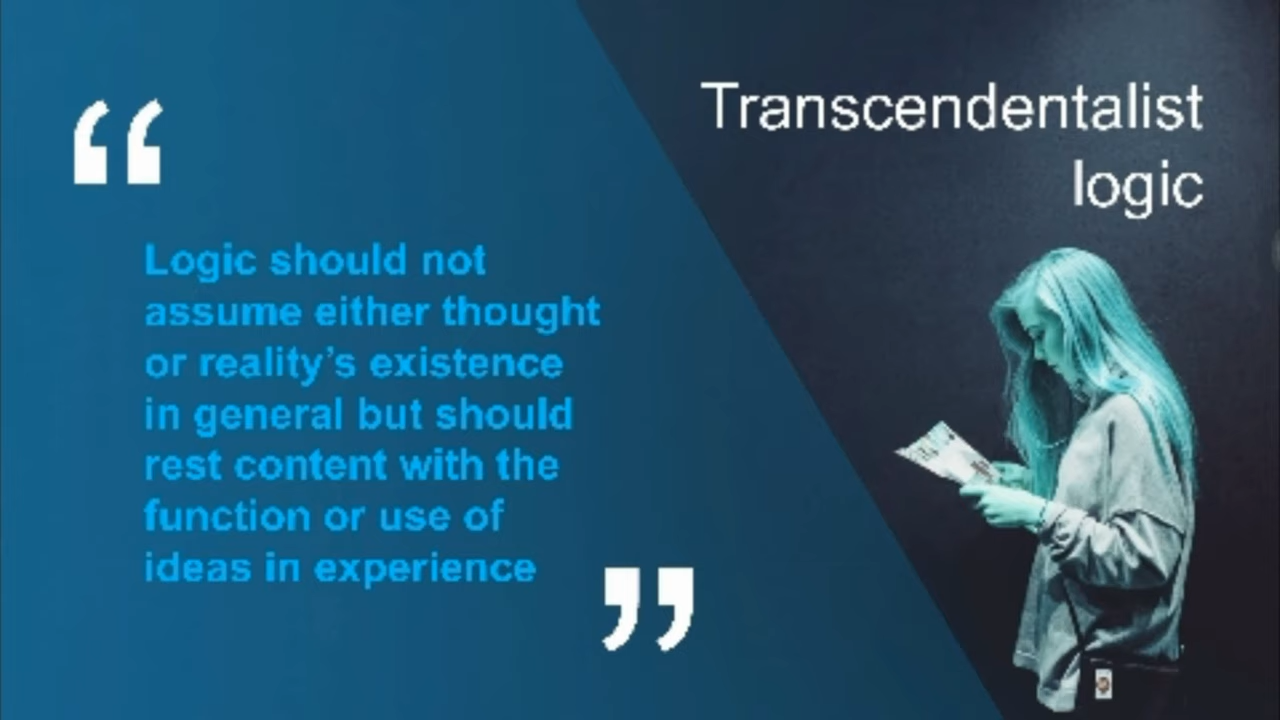 Transcendentalist
logic
“
Logic should not
assume either thought
or reality’s existence
in general but should
rest content with the
function or use of
ideas in experience
”